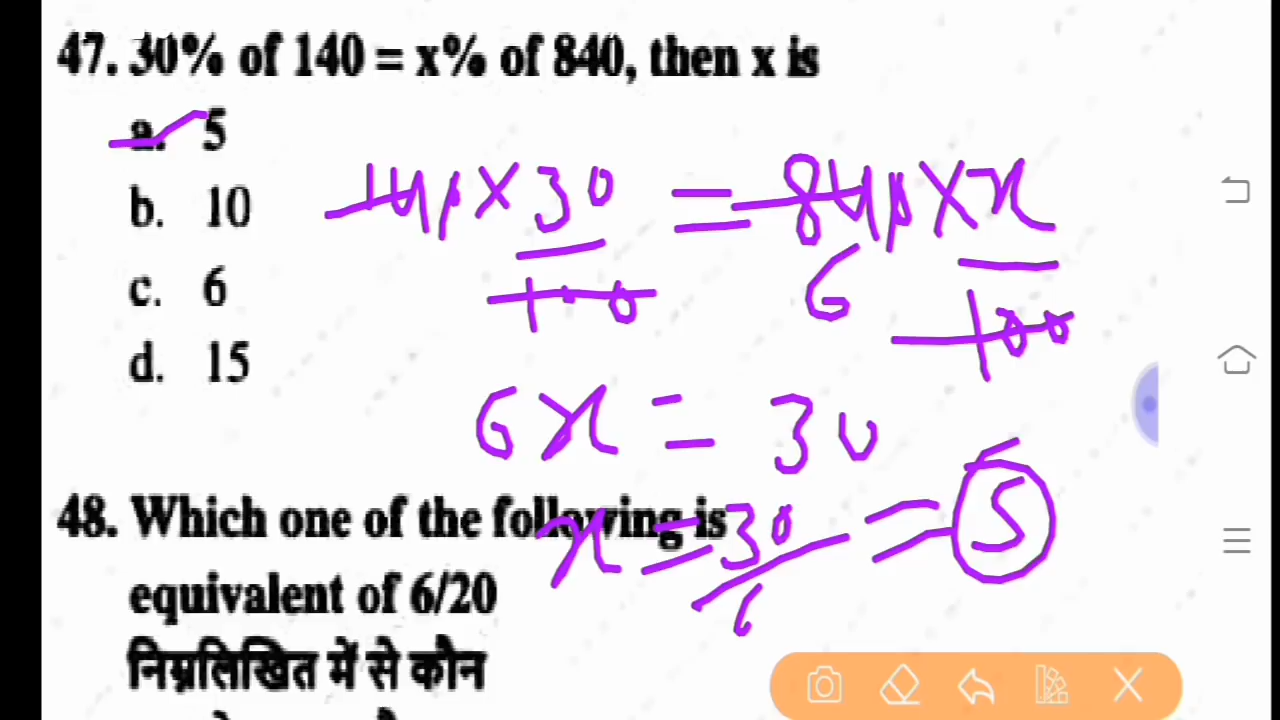 47. 30% of 140 = x% of 840, then x is
a. 5
b. 10
c. 6
d. 15
140 × 30 = 840 × x
100 6 100
6x = 30
48. Which one of the following is
x = 30 = 5
6
equivalent of 6/20
निम्नलिखित में से कौन